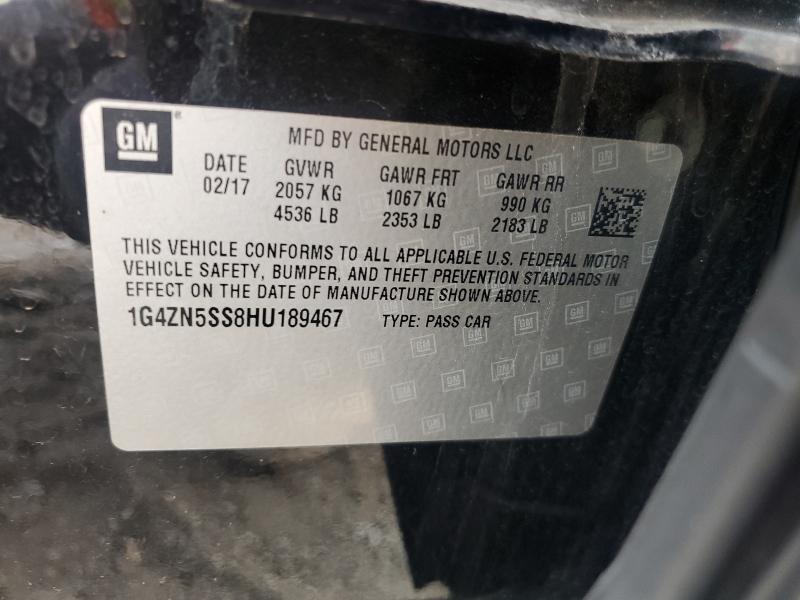 GM
MFD BY GENERAL MOTORS LLC
DATE GVWR GAWR FRT GAWR RR
02/17 2057 KG 1067 KG 990 KG
4536 LB 2353 LB 2183 LB
THIS VEHICLE CONFORMS TO ALL APPLICABLE U.S. FEDERAL MOTOR
VEHICLE SAFETY, BUMPER, AND THEFT PREVENTION STANDARDS IN
EFFECT ON THE DATE OF MANUFACTURE SHOWN ABOVE.
1G4ZN5SS8HU189467 TYPE: PASS CAR